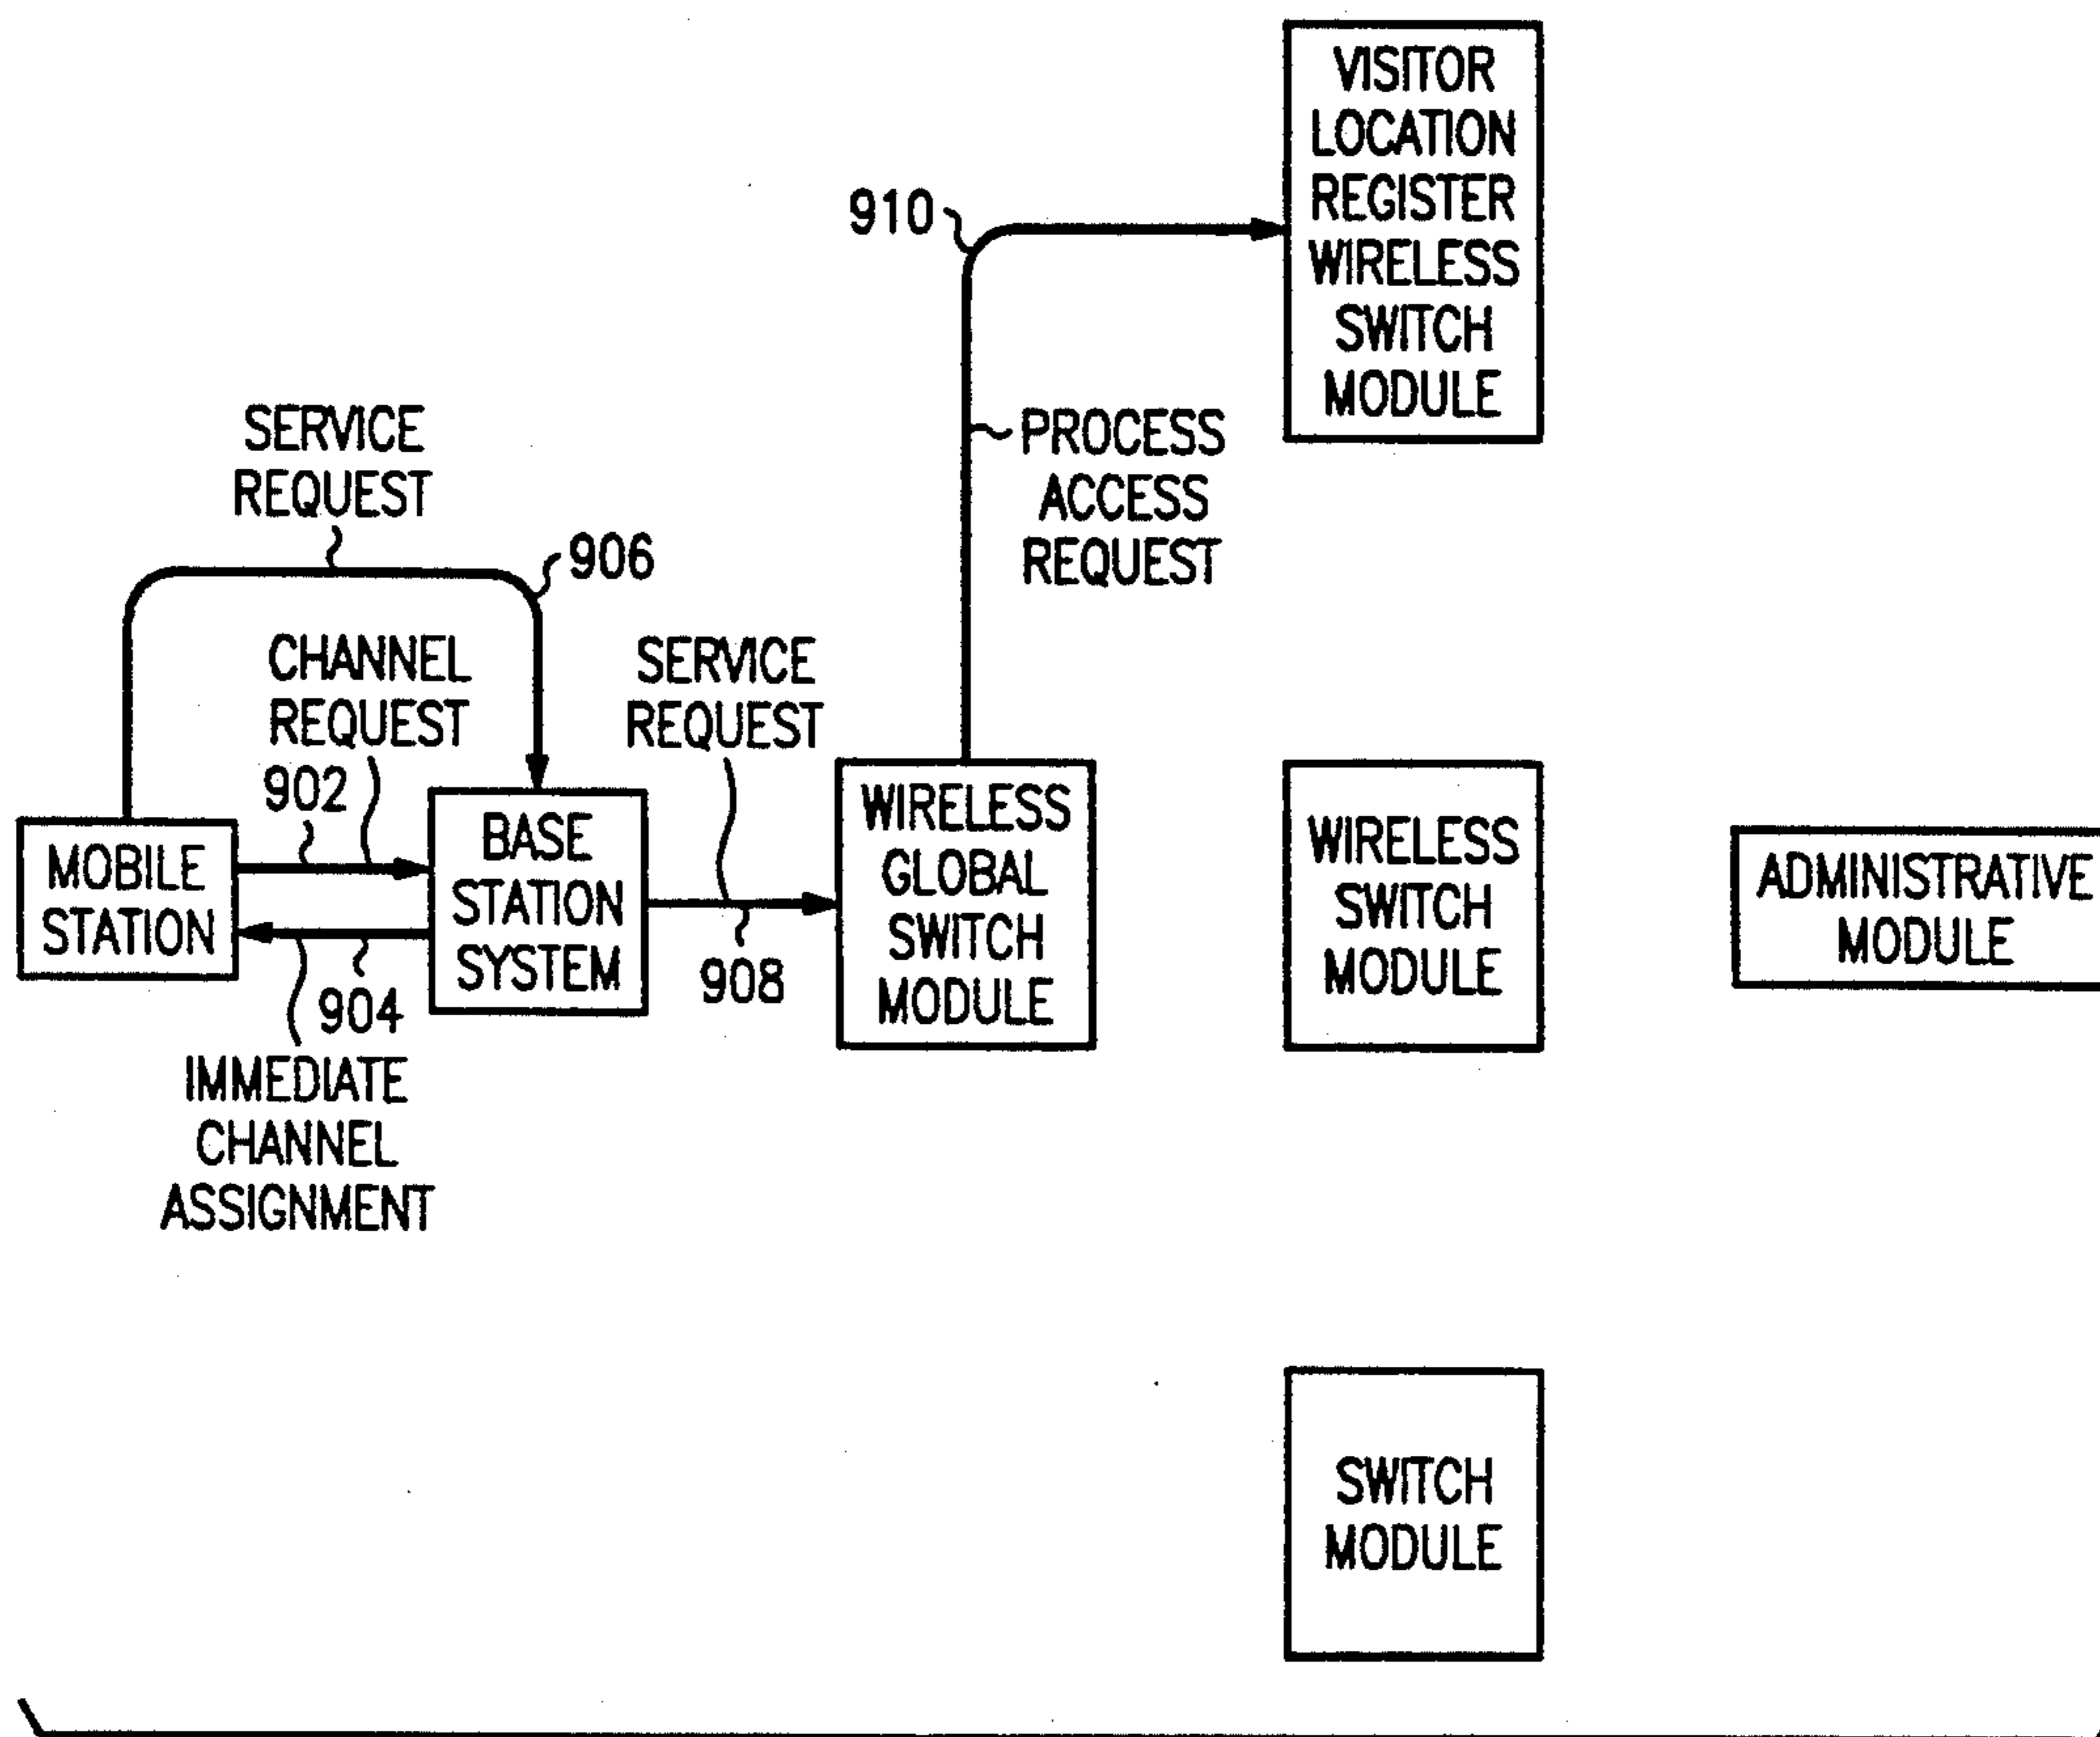 VISITOR
LOCATION
REGISTER
WIRELESS
SWITCH
MODULE
910
PROCESS
ACCESS
REQUEST
SERVICE
REQUEST
906
CHANNEL
REQUEST
902
SERVICE
REQUEST
MOBILE
STATION
BASE
STATION
SYSTEM
WIRELESS
GLOBAL
SWITCH
MODULE
WIRELESS
SWITCH
MODULE
ADMINISTRATIVE
MODULE
904
908
IMMEDIATE
CHANNEL
ASSIGNMENT
SWITCH
MODULE